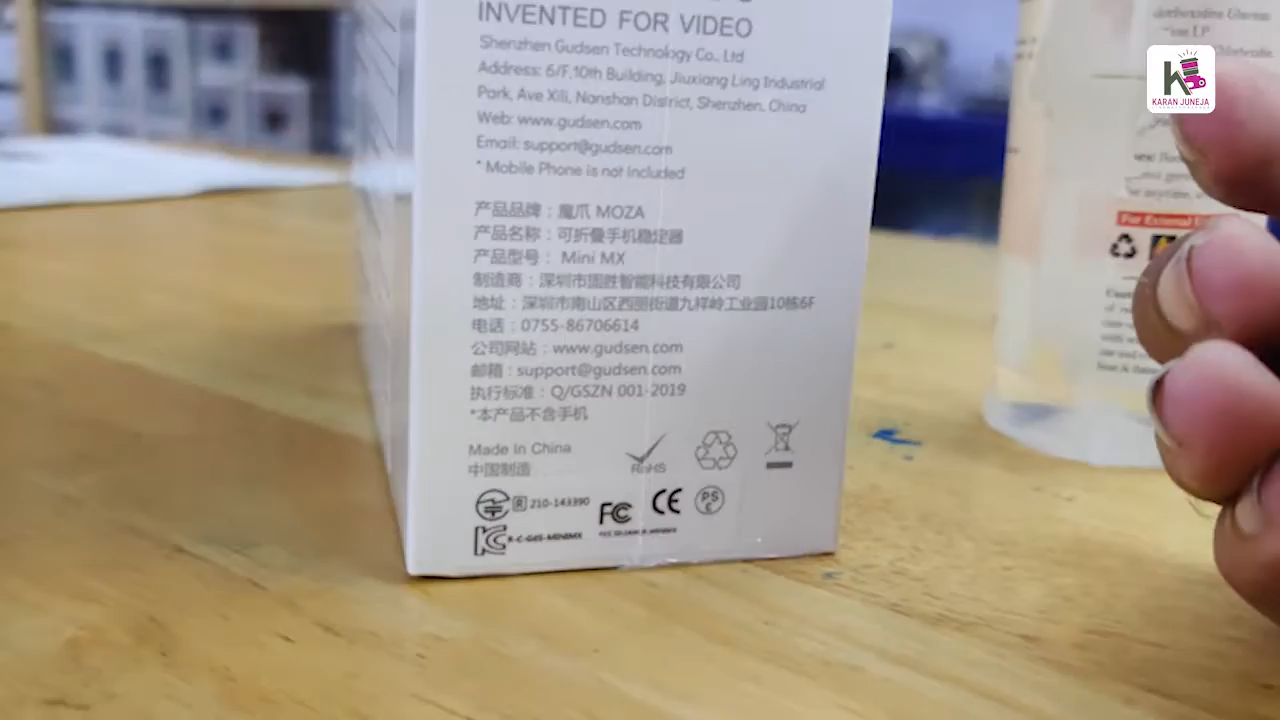 INVENTED FOR VIDEO
Shenzhen Gudsen Technology Co., Ltd
Address: 6/F,10th Building, Jiuxiang Ling Industrial
Park, Ave Xili, Nanshan District, Shenzhen, China
Web: www.gudsen.com
Email: support@gudsen.com
* Mobile Phone is not Included
产品品牌：魔爪 MOZA
产品名称：可折叠手机稳定器
产品型号： Mini MX
制造商：深圳市固胜智能科技有限公司
地址：深圳市南山区西丽街道九祥岭工业园10栋6F
电话：0755-86706614
公司网站：www.gudsen.com
邮箱：support@gudsen.com
执行标准：Q/GSZN 001-2019
*本产品不含手机
Made In China
中国制造
RoHS
R 210-143390
FC CE PS E
R-C-G6S-MINIMX
K
KARAN JUNEJA
For External